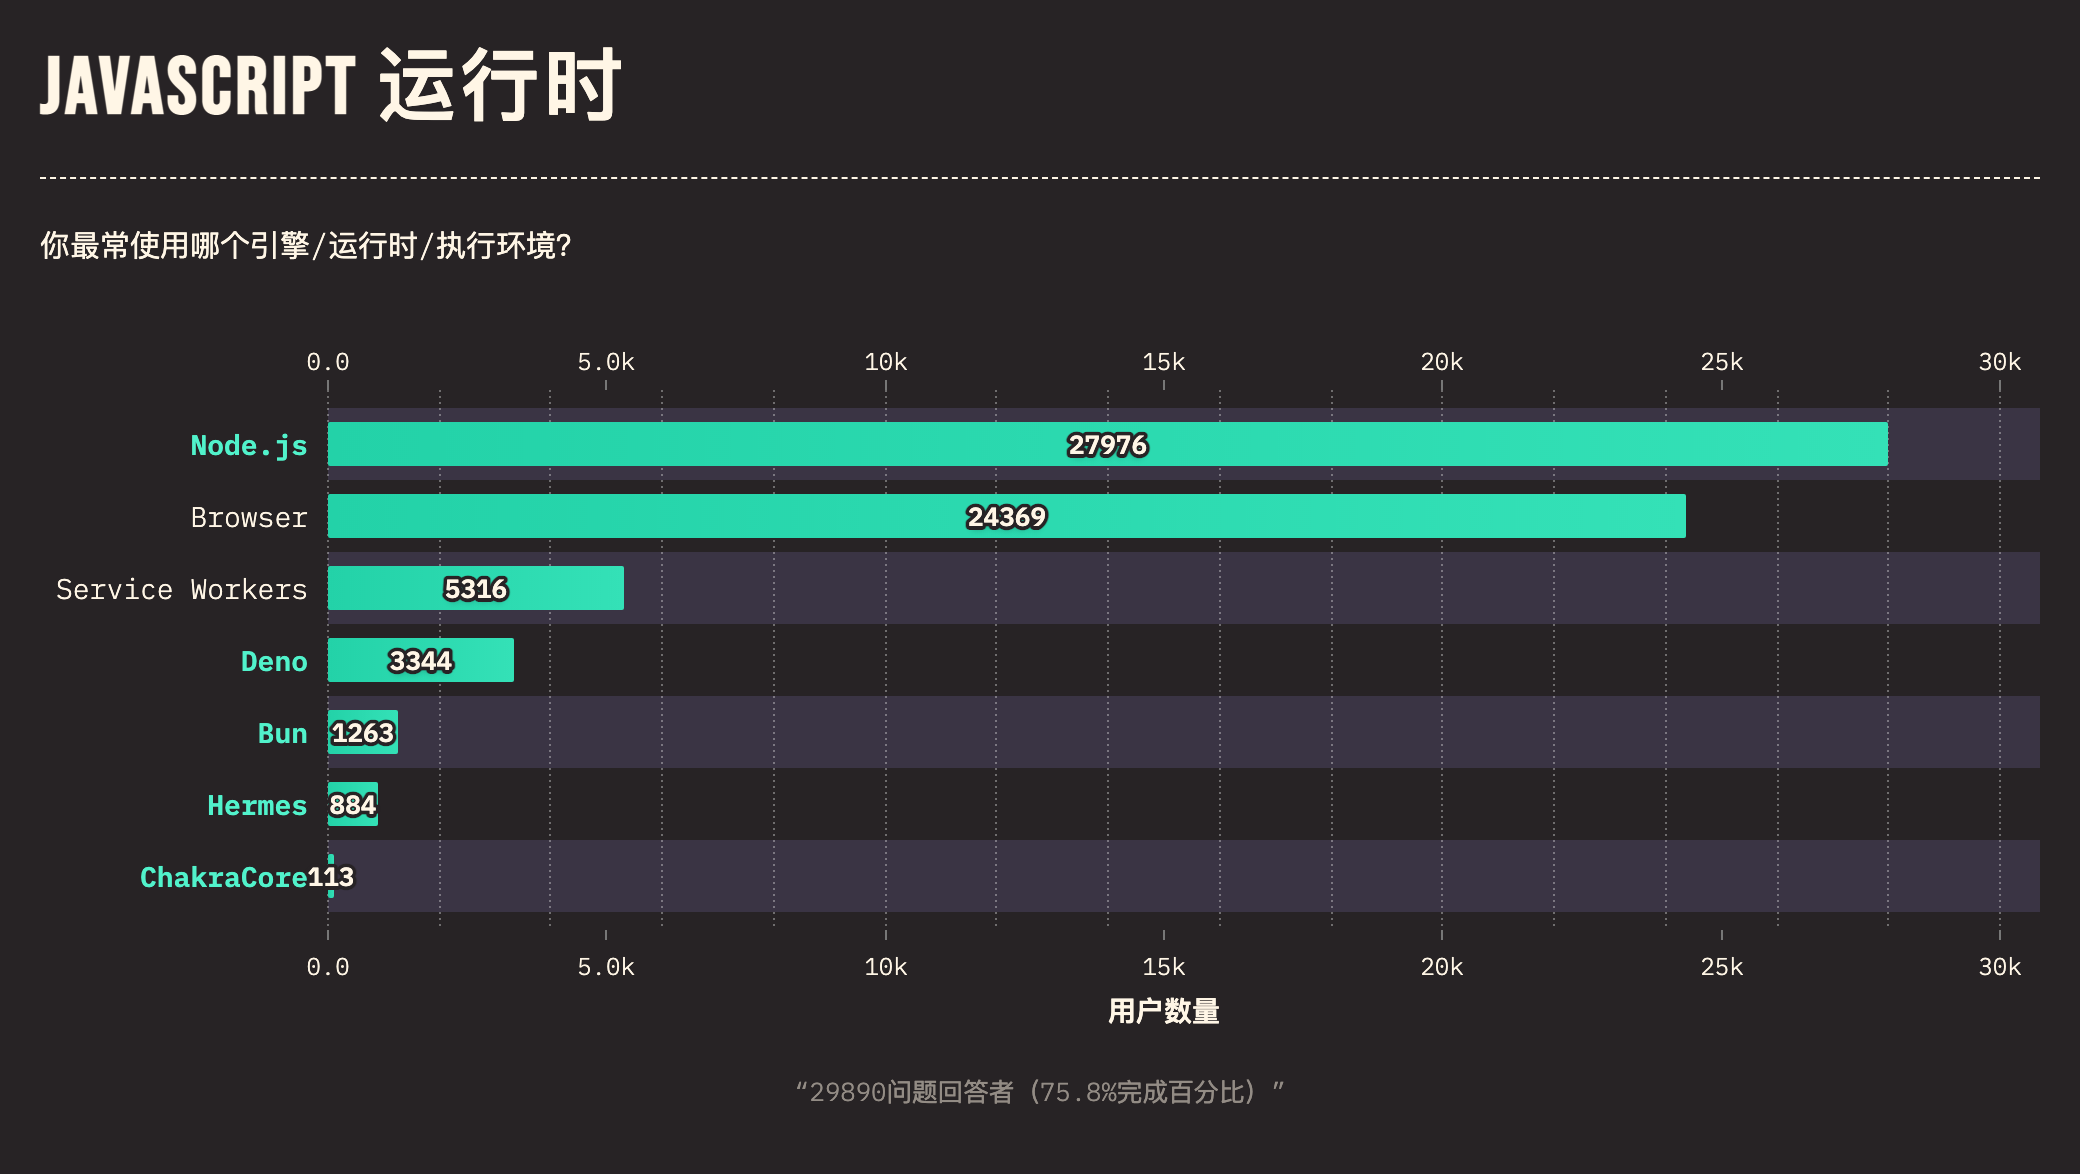 JAVASCRIPT 运行时
你最常使用哪个引擎/运行时/执行环境?
0.0 5.0k 10k 15k 20k 25k 30k
Node.js 27976
Browser 24369
Service Workers 5316
Deno 3344
Bun 1263
Hermes 884
ChakraCore 113
0.0 5.0k 10k 15k 20k 25k 30k
用户数量
“29890问题回答者（75.8%完成百分比）”